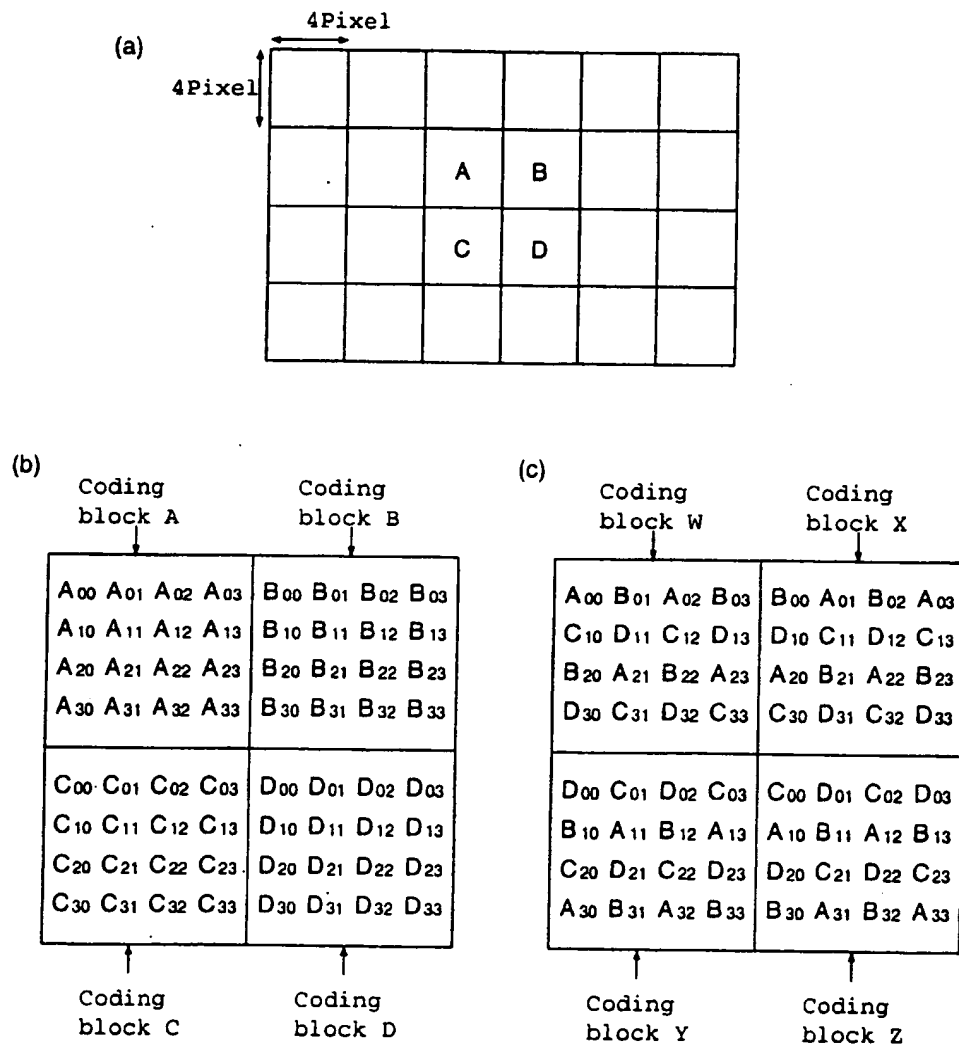 4Pixel
(a)
4Pixel
A B
C D
(b)
Coding block A
Coding block B
A00 A01 A02 A03 B00 B01 B02 B03
A10 A11 A12 A13 B10 B11 B12 B13
A20 A21 A22 A23 B20 B21 B22 B23
A30 A31 A32 A33 B30 B31 B32 B33
C00 C01 C02 C03 D00 D01 D02 D03
C10 C11 C12 C13 D10 D11 D12 D13
C20 C21 C22 C23 D20 D21 D22 D23
C30 C31 C32 C33 D30 D31 D32 D33
Coding block C
Coding block D
(c)
Coding block W
Coding block X
A00 B01 A02 B03 B00 A01 B02 A03
C10 D11 C12 D13 D10 C11 D12 C13
B20 A21 B22 A23 A20 B21 A22 B23
D30 C31 D32 C33 C30 D31 C32 D33
D00 C01 D02 C03 C00 D01 C02 D03
B10 A11 B12 A13 A10 B11 A12 B13
C20 D21 C22 D23 D20 C21 D22 C23
A30 B31 A32 B33 B30 A31 B32 A33
Coding block Y
Coding block Z